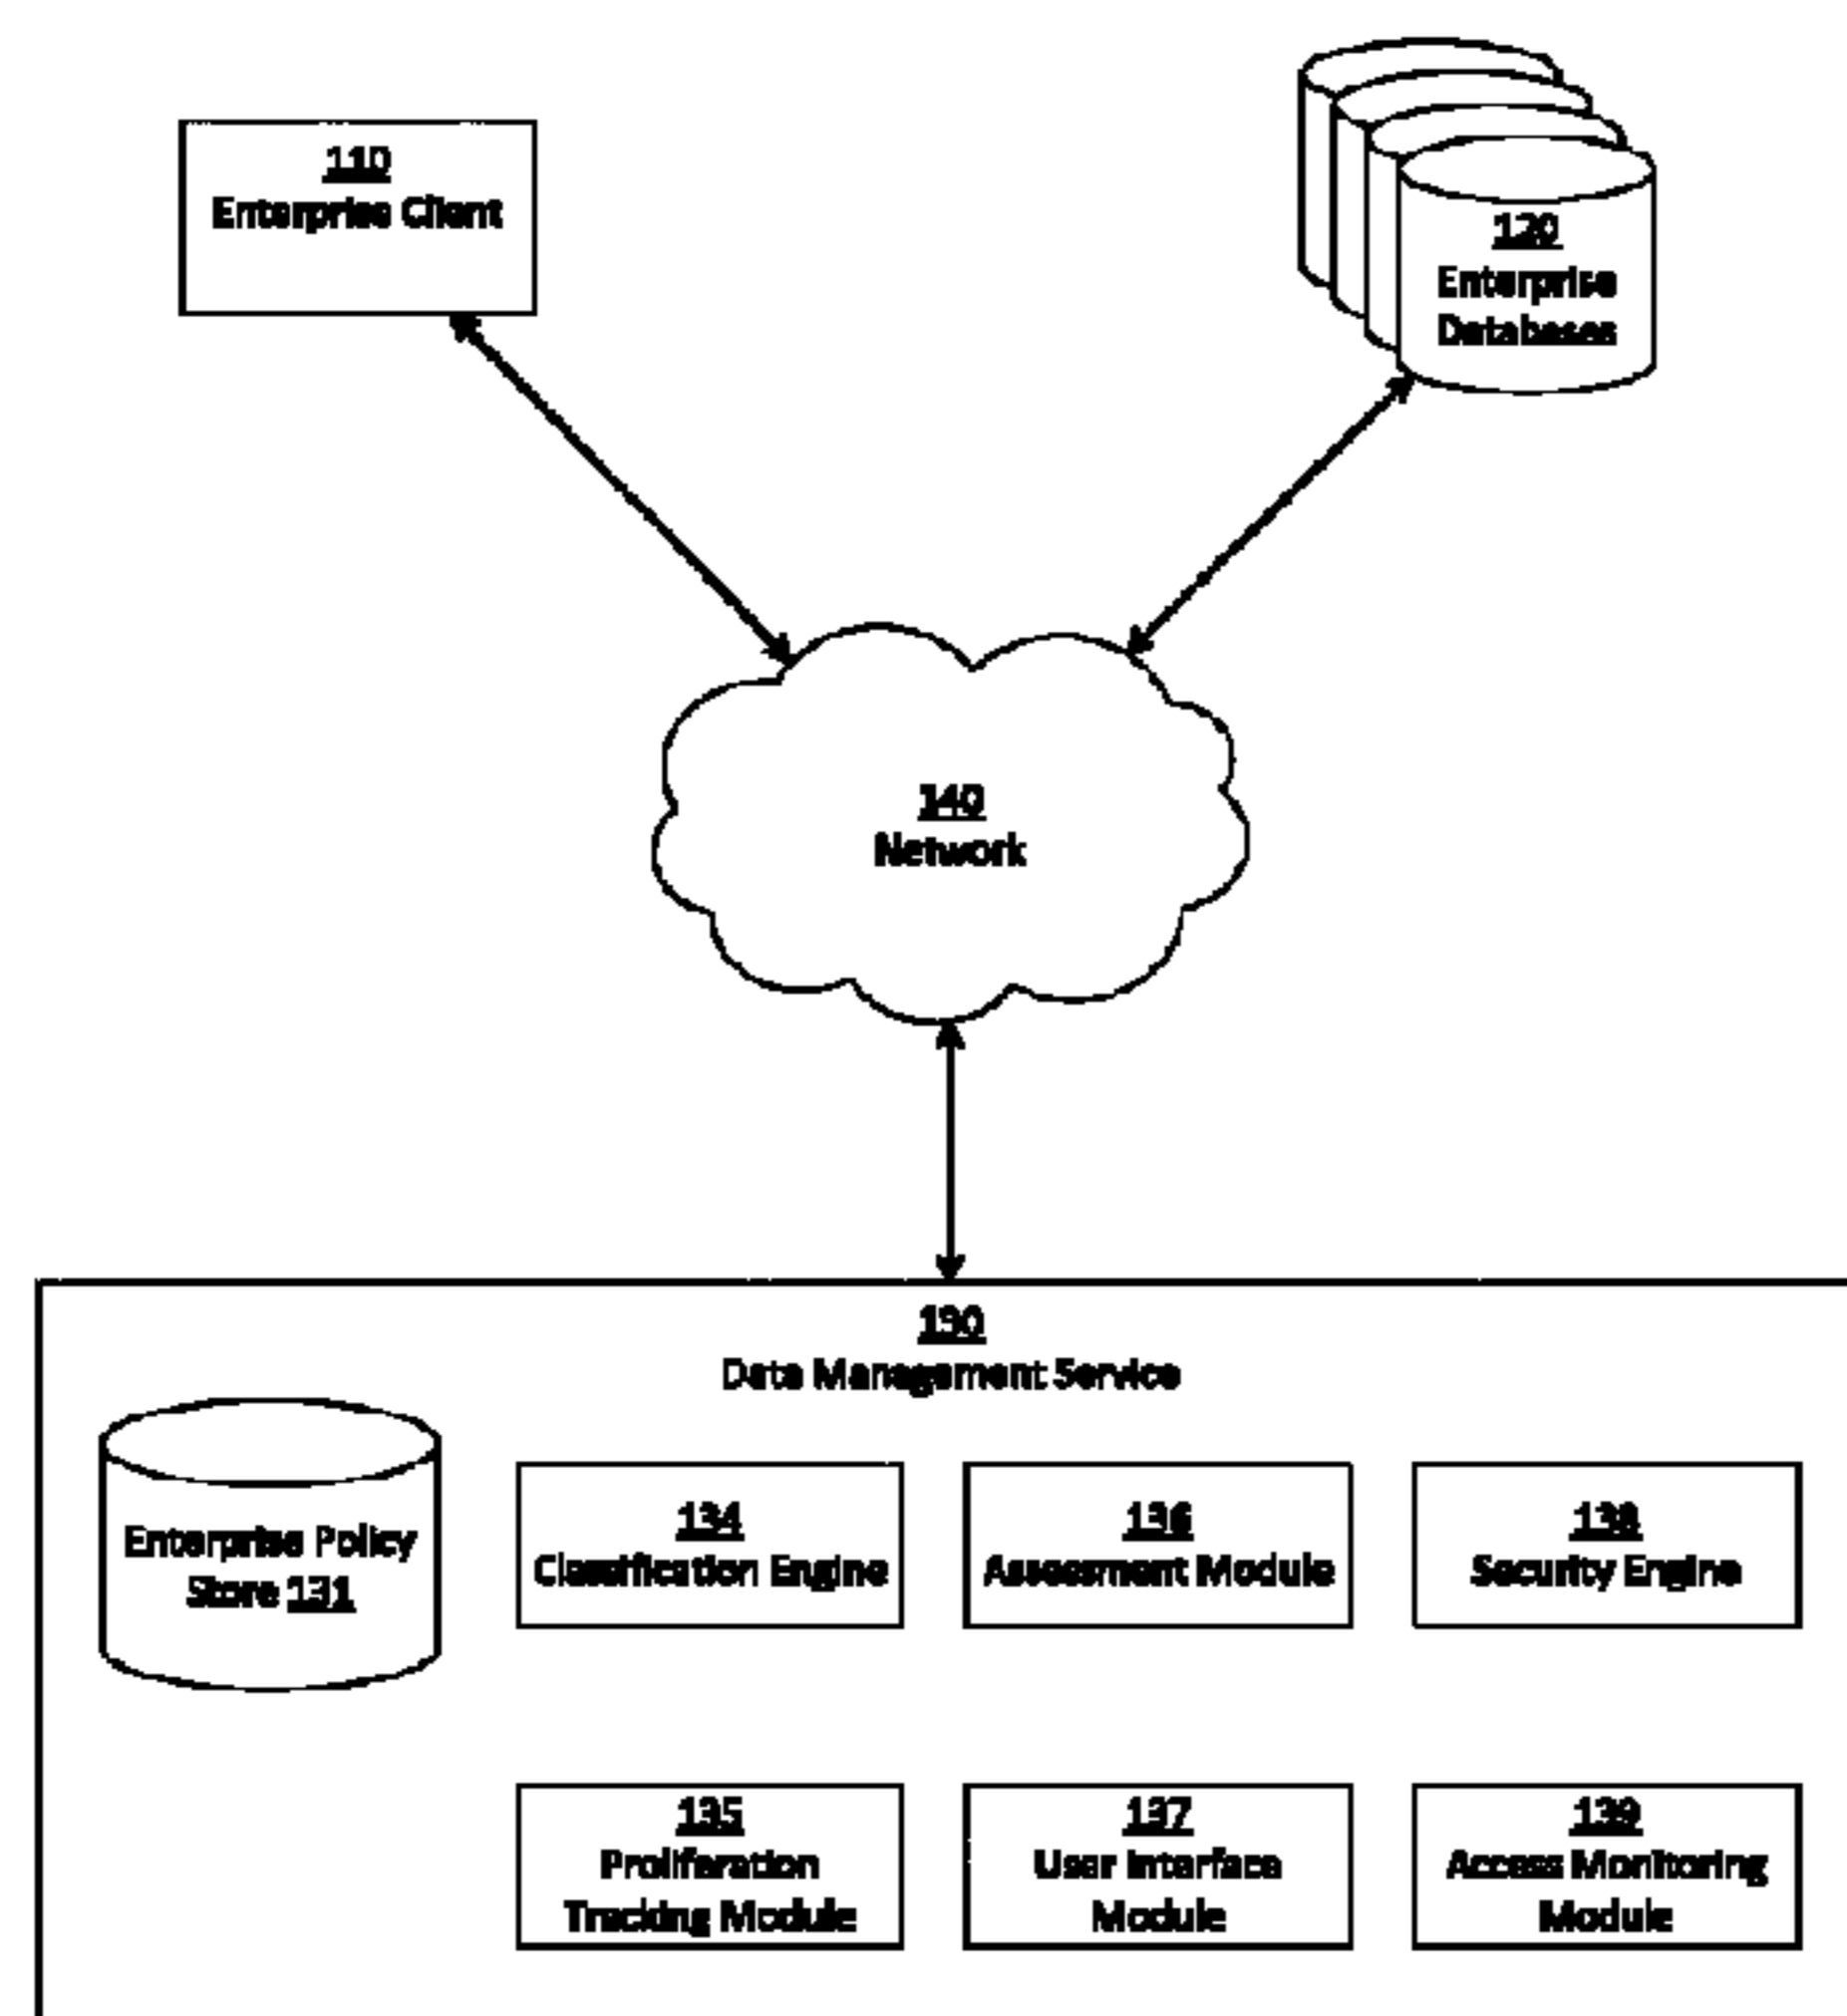 110
Enterprise Client
120
Enterprise
Databases
140
Network
130
Data Management Service
Enterprise Policy
Store 131
134
Classification Engine
136
Assessment Module
138
Security Engine
135
Proliferation
Tracking Module
137
User Interface
Module
139
Access Monitoring
Module